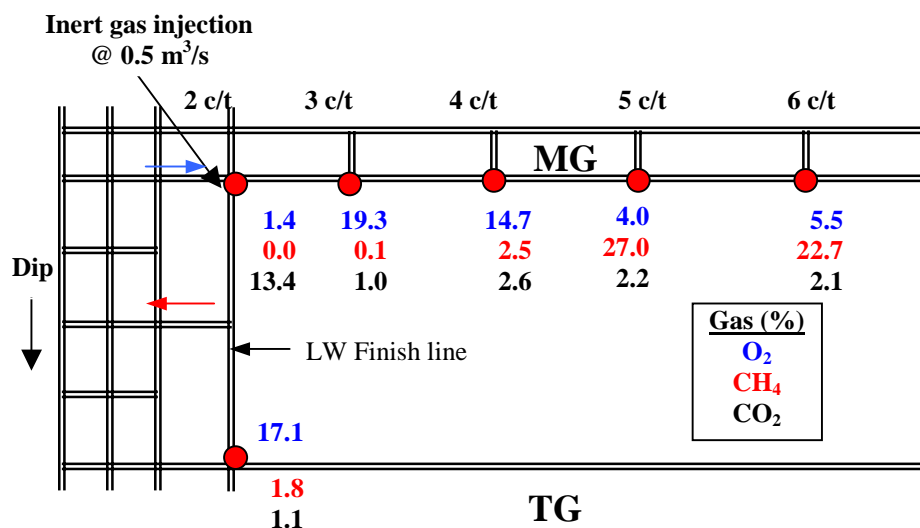 Inert gas injection
@ 0.5 m³/s
2 c/t 3 c/t 4 c/t 5 c/t 6 c/t
MG
1.4 19.3 14.7 4.0 5.5
0.0 0.1 2.5 27.0 22.7
13.4 1.0 2.6 2.2 2.1
Dip
Gas (%)
O₂
CH₄
CO₂
LW Finish line
17.1
1.8
1.1
TG